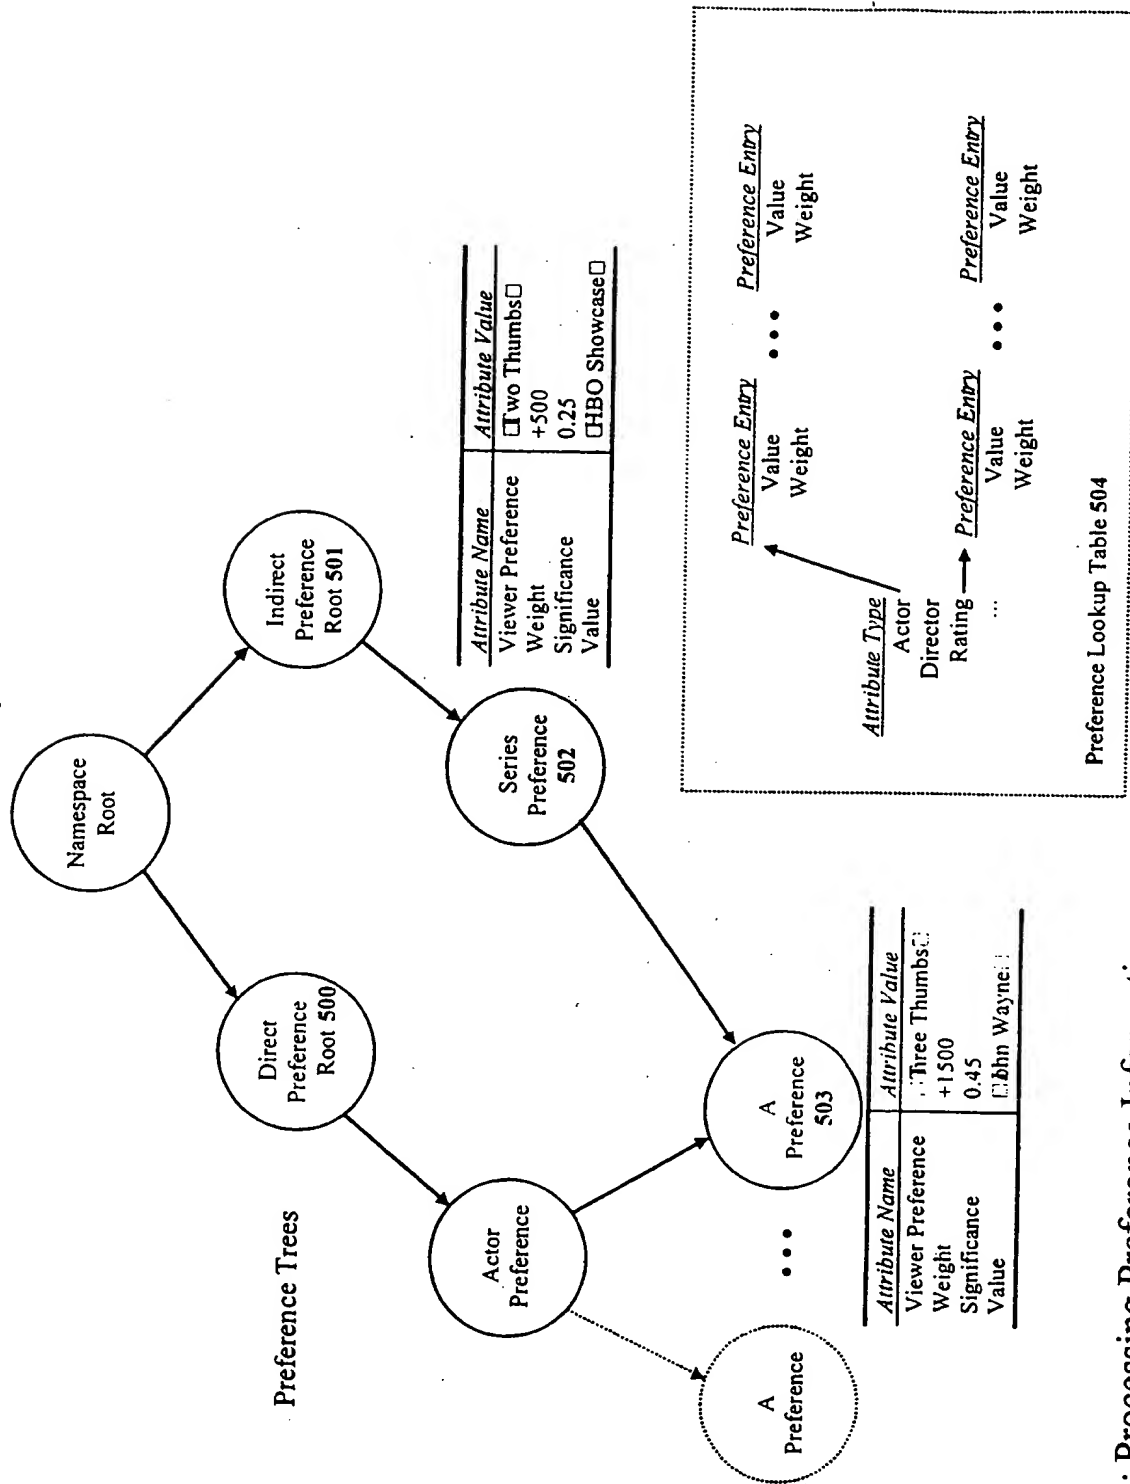 Preference Trees
Namespace
Root
Direct
Preference
Root 500
Indirect
Preference
Root 501
Actor
Preference
Series
Preference
502
A
Preference
A
Preference
503
• • •
Attribute Name Attribute Value
Viewer Preference □Two Thumbs□
Weight +500
Significance 0.25
Value □HBO Showcase□
Attribute Name Attribute Value
Viewer Preference □Three Thumbs□
Weight +1500
Significance 0.45
Value □John Wayne□
Attribute Type
Actor
Director
Rating
...
Preference Entry
Value
Weight
• • •
Preference Entry
Value
Weight
Preference Entry
Value
Weight
• • •
Preference Entry
Value
Weight
Preference Lookup Table 504
Processing Preference